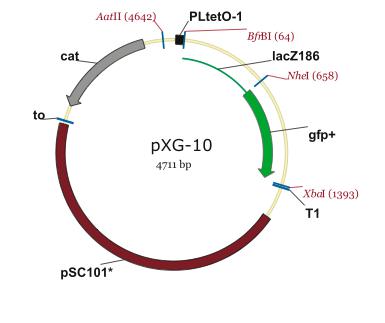 AatII (4642)
PLtetO-1
BfrBI (64)
lacZ186
cat
NheI (658)
to
gfp+
pXG-10
4711 bp
XbaI (1393)
T1
pSC101*